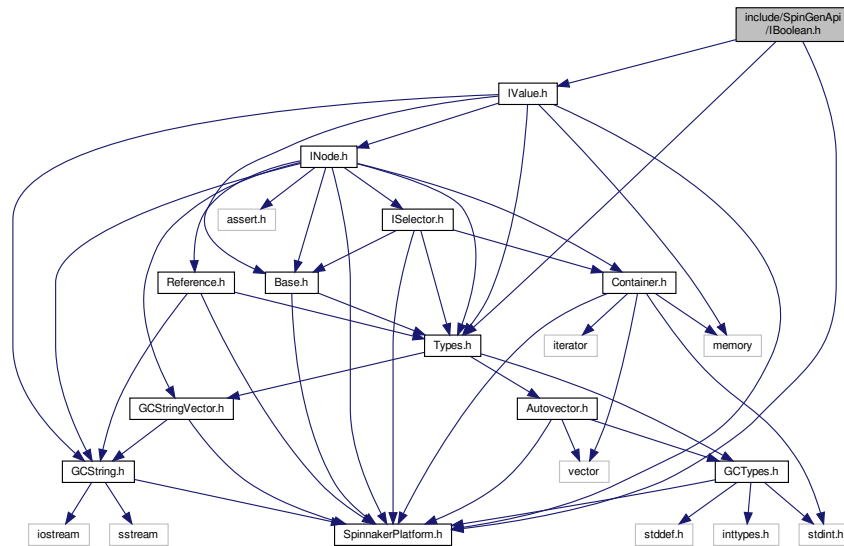 include/SpinGenApi
/IBoolean.h
IValue.h
INode.h
assert.h
ISelector.h
Reference.h
Base.h
Container.h
Types.h
iterator
memory
GCStringVector.h
Autovector.h
GCString.h
vector
GCTypes.h
iostream
sstream
SpinnakerPlatform.h
stddef.h
inttypes.h
stdint.h